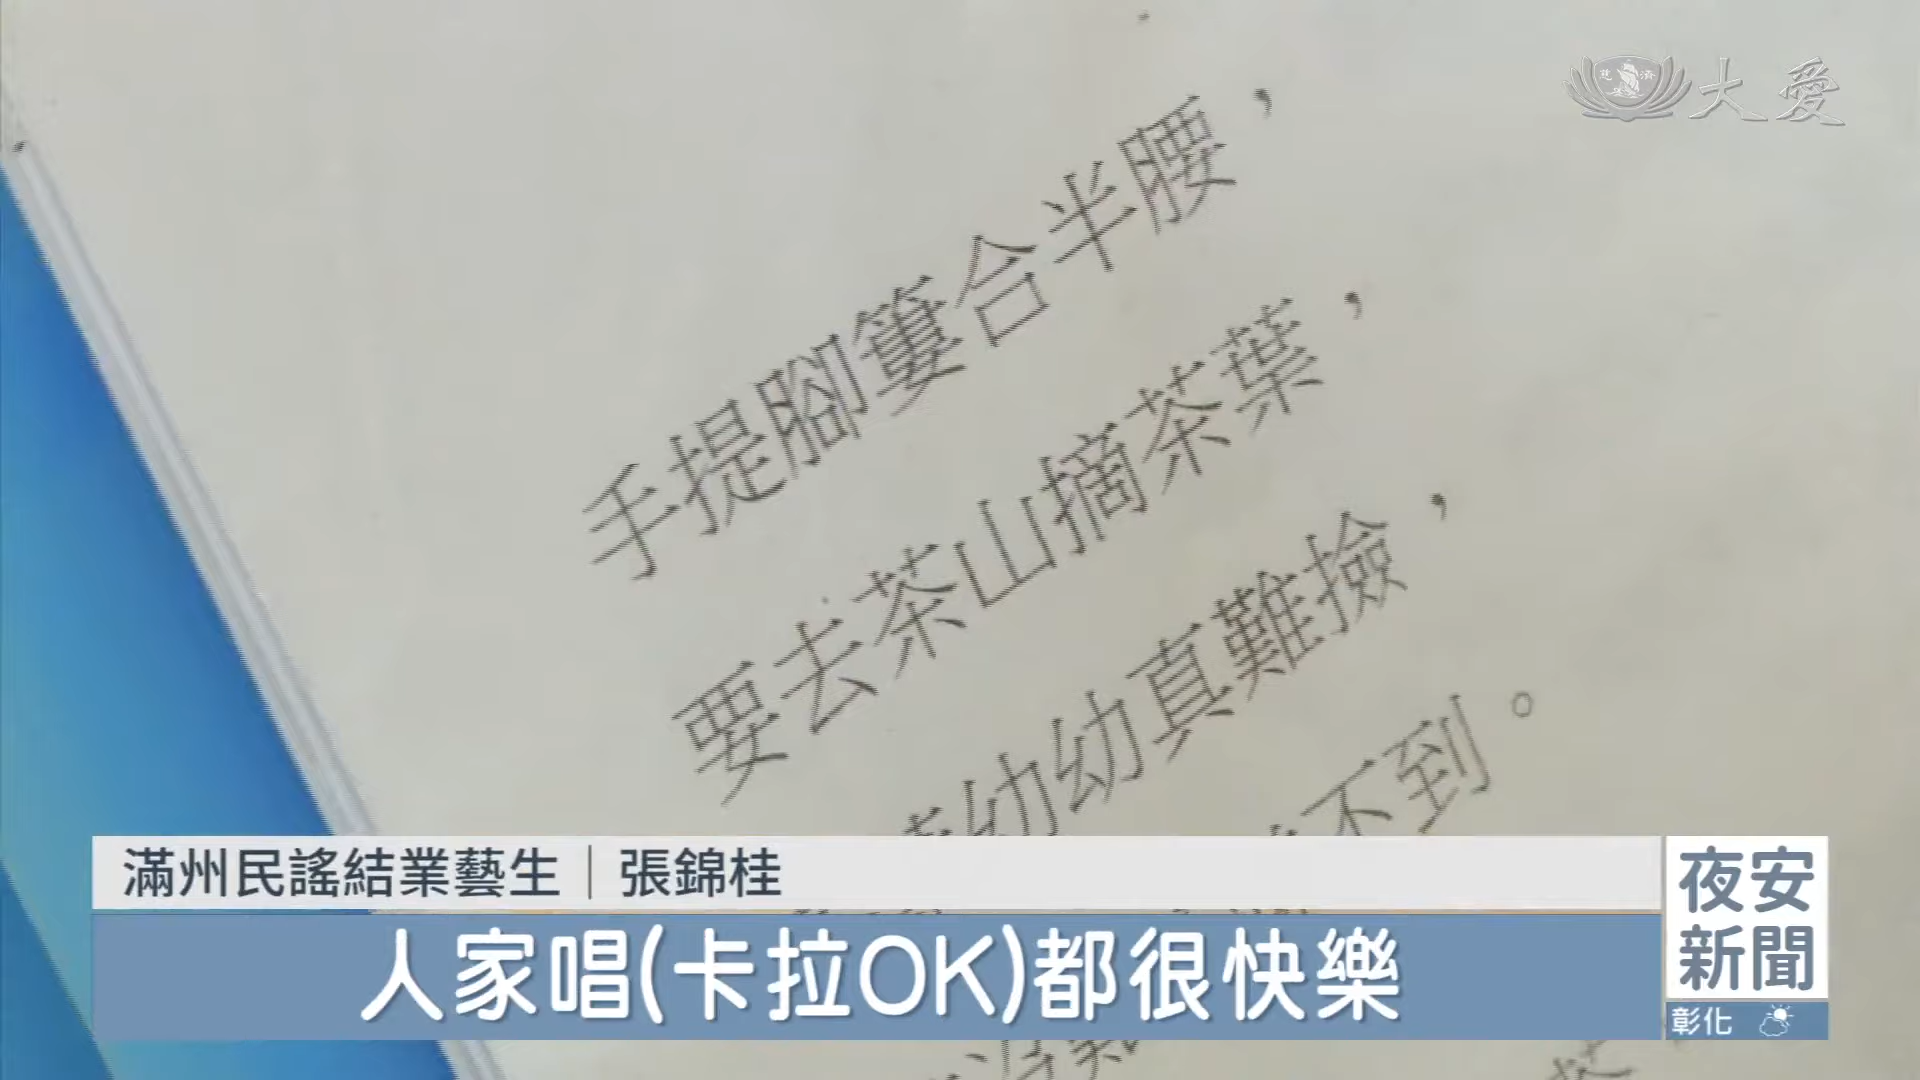 慈濟
大愛
手提腳簍合半腰，
要去茶山摘茶葉，
幼幼真難撿，
不到。
滿州民謠結業藝生｜張錦桂
人家唱(卡拉OK)都很快樂
夜安
新聞
彰化